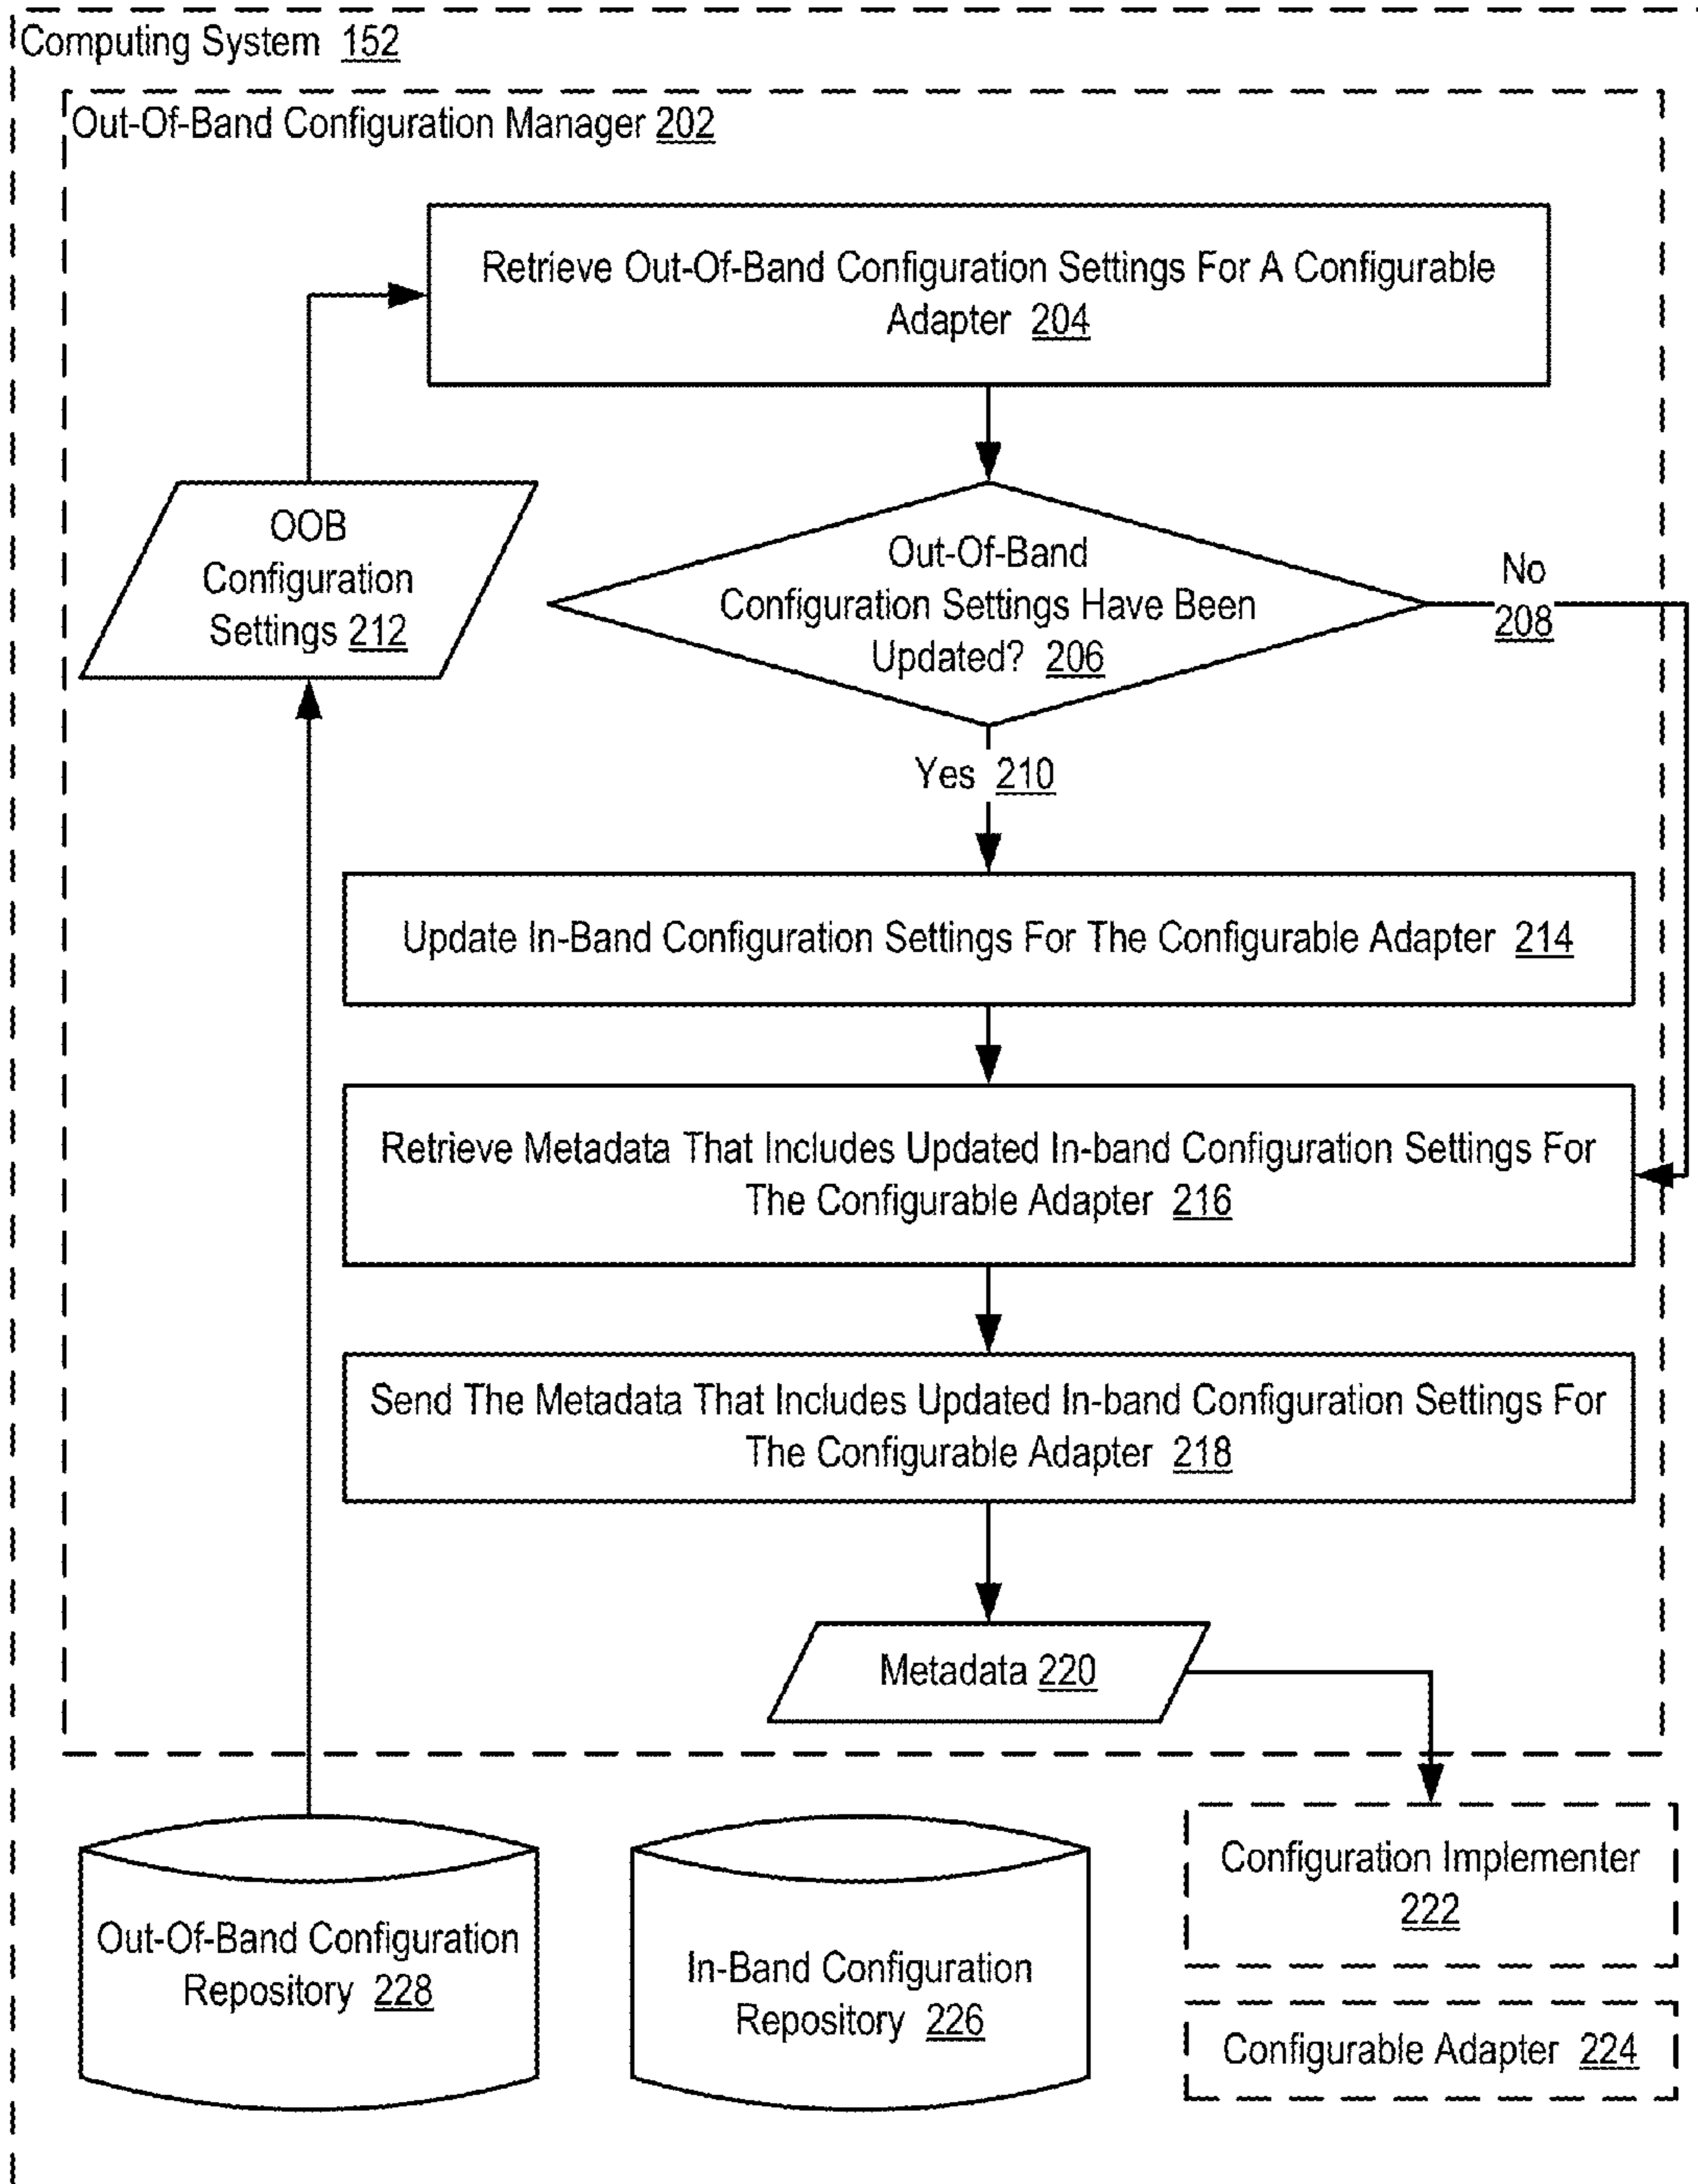 Computing System 152
Out-Of-Band Configuration Manager 202
Retrieve Out-Of-Band Configuration Settings For A Configurable
Adapter 204
OOB
Configuration
Settings 212
Out-Of-Band
Configuration Settings Have Been
Updated? 206
No
208
Yes 210
Update In-Band Configuration Settings For The Configurable Adapter 214
Retrieve Metadata That Includes Updated In-band Configuration Settings For
The Configurable Adapter 216
Send The Metadata That Includes Updated In-band Configuration Settings For
The Configurable Adapter 218
Metadata 220
Out-Of-Band Configuration
Repository 228
In-Band Configuration
Repository 226
Configuration Implementer
222
Configurable Adapter 224